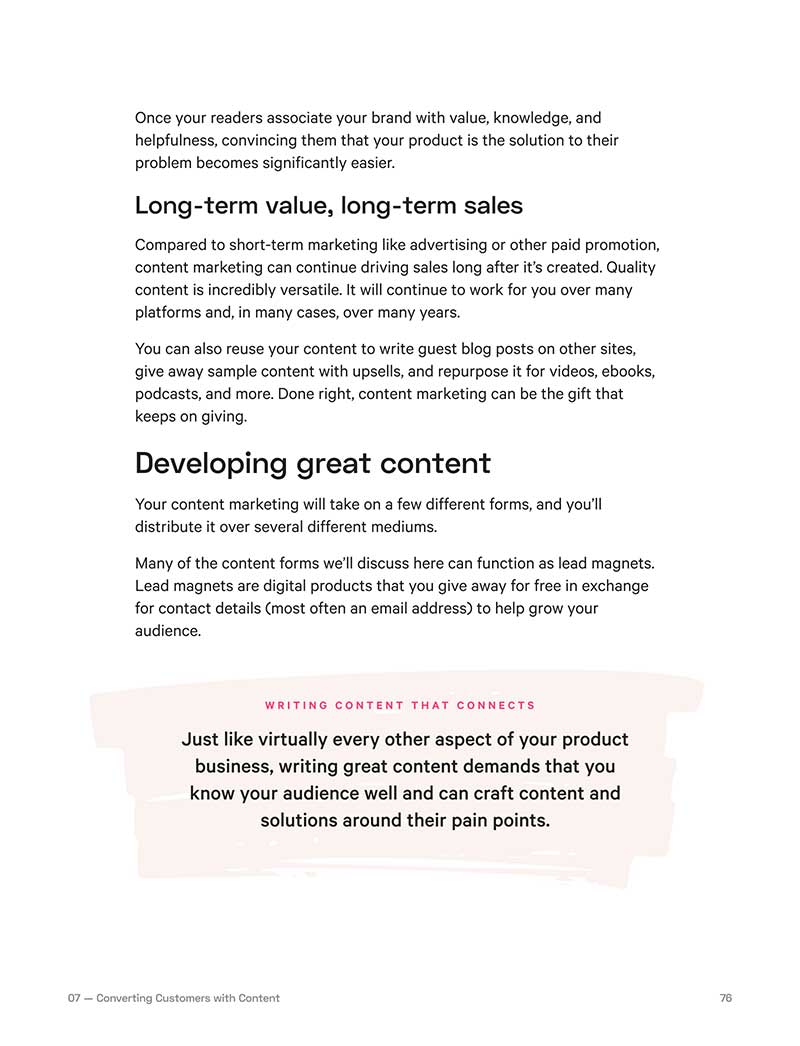 Once your readers associate your brand with value, knowledge, and
helpfulness, convincing them that your product is the solution to their
problem becomes significantly easier.
Long-term value, long-term sales
Compared to short-term marketing like advertising or other paid promotion,
content marketing can continue driving sales long after it’s created. Quality
content is incredibly versatile. It will continue to work for you over many
platforms and, in many cases, over many years.
You can also reuse your content to write guest blog posts on other sites,
give away sample content with upsells, and repurpose it for videos, ebooks,
podcasts, and more. Done right, content marketing can be the gift that
keeps on giving.
Developing great content
Your content marketing will take on a few different forms, and you’ll
distribute it over several different mediums.
Many of the content forms we’ll discuss here can function as lead magnets.
Lead magnets are digital products that you give away for free in exchange
for contact details (most often an email address) to help grow your
audience.
WRITING CONTENT THAT CONNECTS
Just like virtually every other aspect of your product
business, writing great content demands that you
know your audience well and can craft content and
solutions around their pain points.
07 — Converting Customers with Content 76